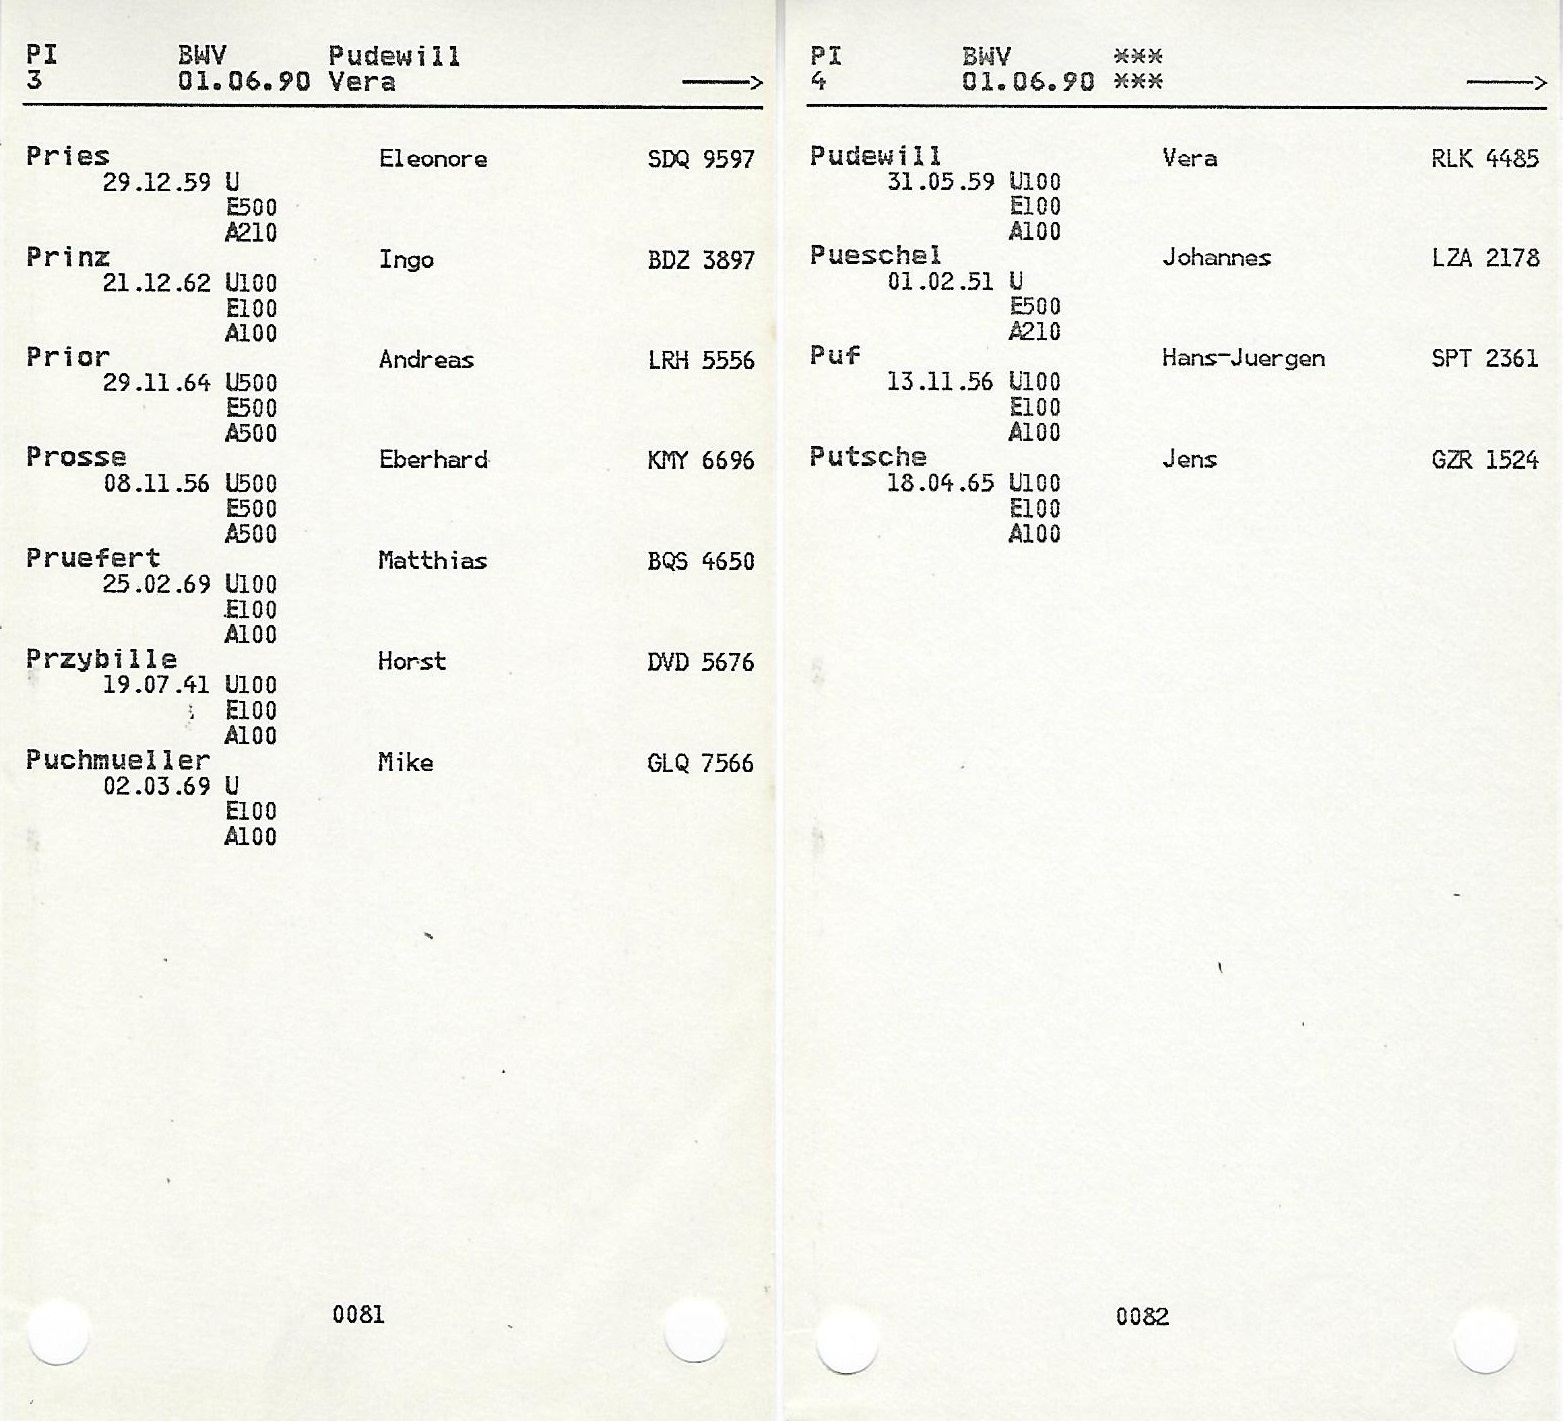 PI BWV Pudewill
3 01.06.90 Vera ——>
Pries Eleonore SDQ 9597
29.12.59 U
E500
A210
Prinz Ingo BDZ 3897
21.12.62 U100
E100
A100
Prior Andreas LRH 5556
29.11.64 U500
E500
A500
Prosse Eberhard KMY 6696
08.11.56 U500
E500
A500
Pruefert Matthias BQS 4650
25.02.69 U100
E100
A100
Przybille Horst DVD 5676
19.07.41 U100
E100
A100
Puchmueller Mike GLQ 7566
02.03.69 U
E100
A100
0081
PI BWV ***
4 01.06.90 *** ——>
Pudewill Vera RLK 4485
31.05.59 U100
E100
A100
Pueschel Johannes LZA 2178
01.02.51 U
E500
A210
Puf Hans-Juergen SPT 2361
13.11.56 U100
E100
A100
Putsche Jens GZR 1524
18.04.65 U100
E100
A100
0082